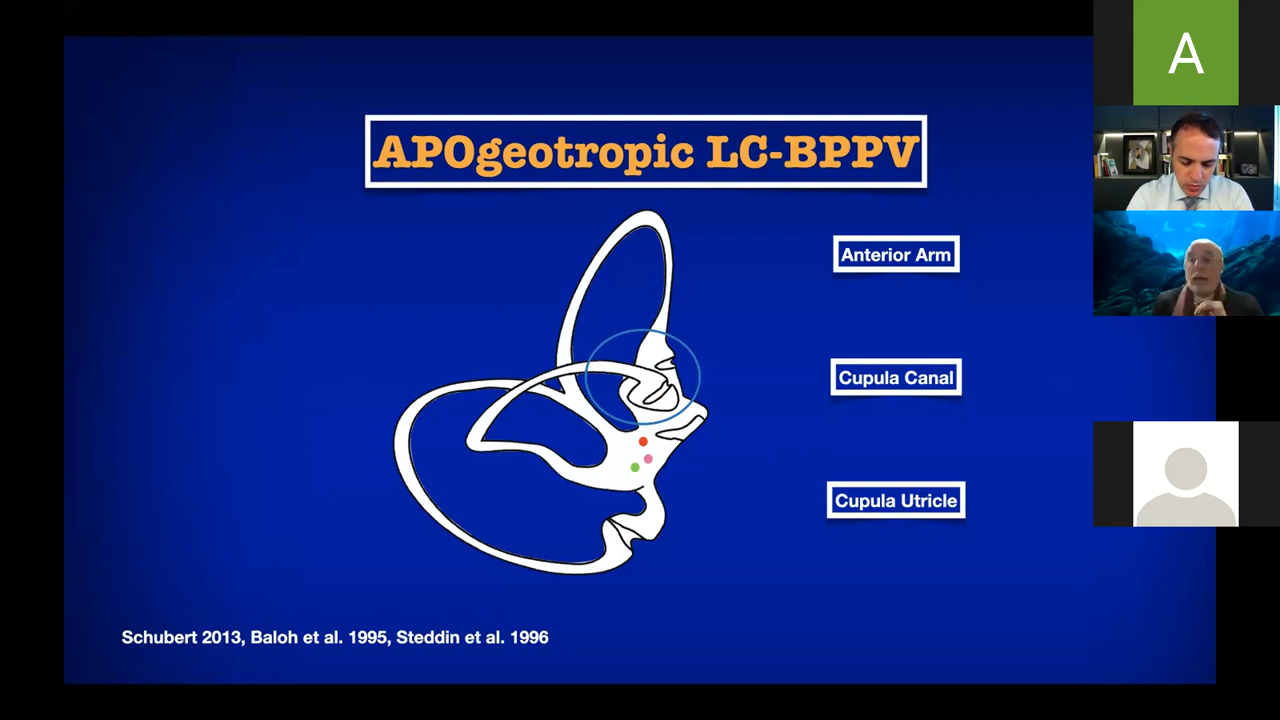 APOgeotropic LC-BPPV
Anterior Arm
Cupula Canal
Cupula Utricle
Schubert 2013, Baloh et al. 1995, Steddin et al. 1996
A